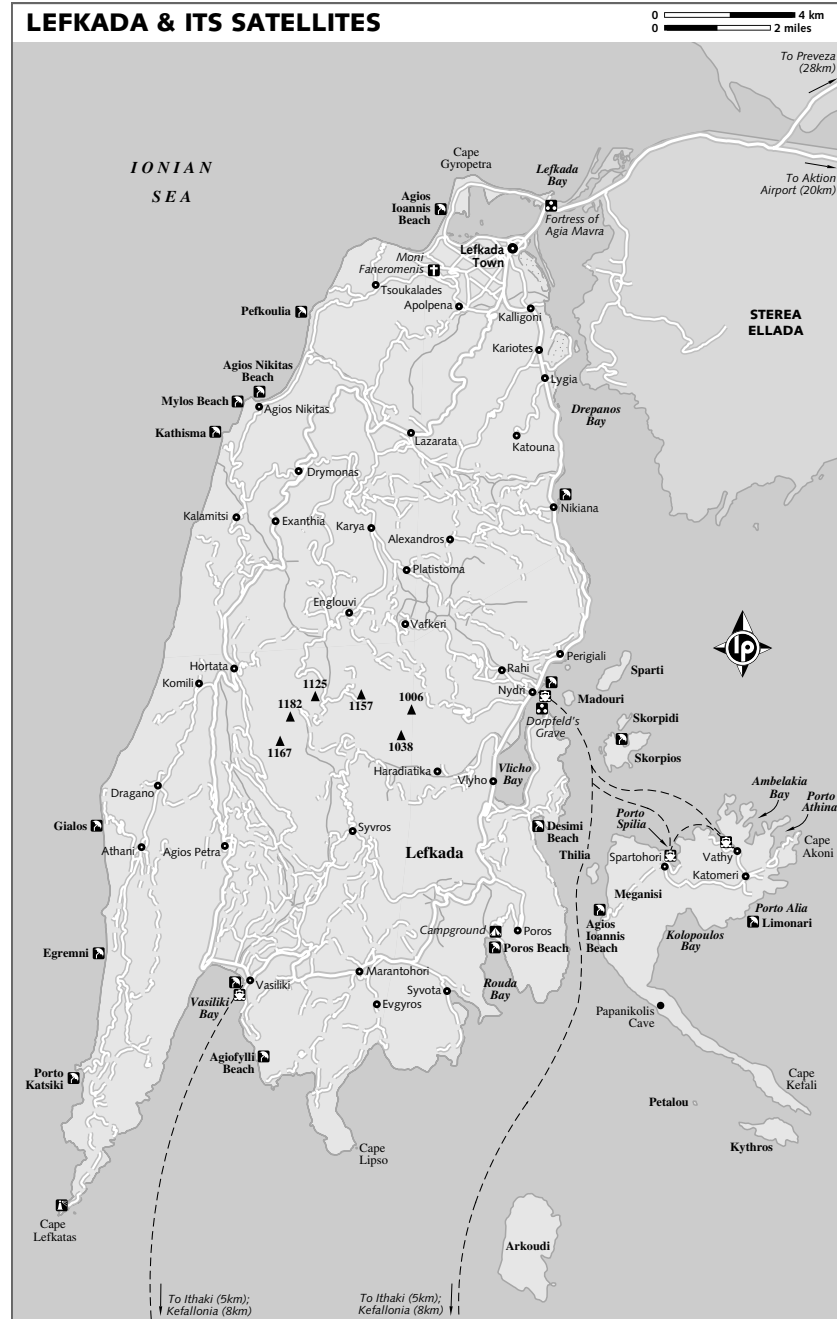 LEFKADA & ITS SATELLITES
0 4 km
0 2 miles
To Preveza
(28km)
To Aktion
Airport (20km)
IONIAN
SEA
Cape
Gyropetra
Lefkada
Bay
Agios
Ioannis
Beach
Fortress of
Agia Mavra
Lefkada
Town
Moni
Faneromenis
Tsoukalades
Apolpena
Kalligoni
Pefkoulia
STEREA
ELLADA
Kariotes
Lygia
Agios Nikitas
Beach
Mylos Beach
Agios Nikitas
Drepanos
Bay
Kathisma
Lazarata
Katouna
Drymonas
Nikiana
Kalamitsi
Exanthia
Karya
Alexandros
Platistoma
Englouvi
Vafkeri
Perigiali
Hortata
Rahi
Sparti
Komili
Nydri
Madouri
1125
1157
1006
1182
Dorpfeld's
Grave
Skorpidi
1167
1038
Skorpios
Haradiatika
Vlyho
Vlicho
Bay
Dragano
Ambelakia
Bay
Porto
Athina
Gialos
Syvros
Desimi
Beach
Porto
Spilia
Cape
Akoni
Athani
Agios Petra
Lefkada
Thilia
Spartohori
Vathy
Katomeri
Meganisi
Porto Alia
Limonari
Campground
Poros
Poros Beach
Agios
Ioannis
Beach
Kolopoulos
Bay
Egremni
Marantohori
Rouda
Bay
Vasiliki
Vasiliki
Bay
Syvota
Evgyros
Papanikolis
Cave
Agiofylli
Beach
Porto
Katsiki
Cape
Kefali
Petalou
Kythros
Cape
Lipso
Cape
Lefkatas
Arkoudi
To Ithaki (5km);
Kefallonia (8km)
To Ithaki (5km);
Kefallonia (8km)
lp